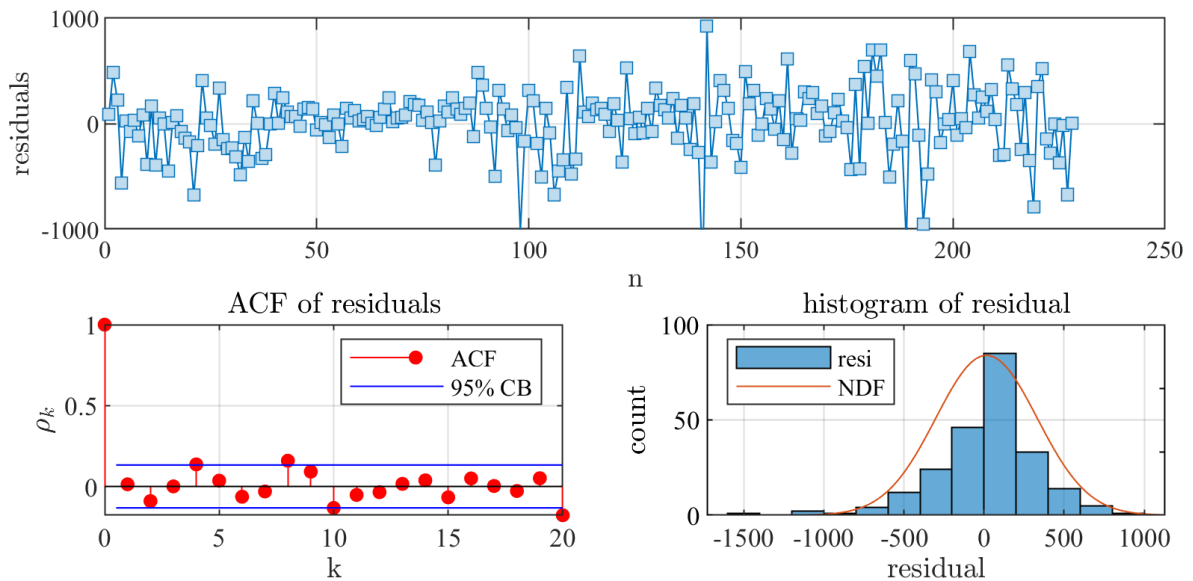 1000
0
-1000
residuals
0
50
100
150
200
250
n
ACF of residuals
1
0.5
0
ρk
ACF
95% CB
0
5
10
15
20
k
histogram of residual
100
50
0
count
resi
NDF
-1500
-1000
-500
0
500
1000
residual